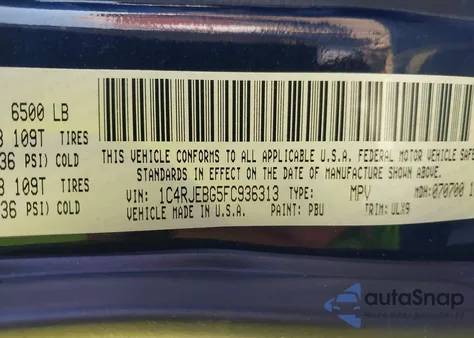 6500 LB
109T TIRES
36 PSI) COLD
109T TIRES
36 PSI) COLD
THIS VEHICLE CONFORMS TO ALL APPLICABLE U.S.A. FEDERAL MOTOR VEHICLE SAFE
STANDARDS IN EFFECT ON THE DATE OF MANUFACTURE SHOWN ABOVE.
VIN: 1C4RJEBG5FC936313 TYPE: MPV MDH: 070700
VEHICLE MADE IN U.S.A. PAINT: PBU TRIM: ULX9
autoSnap